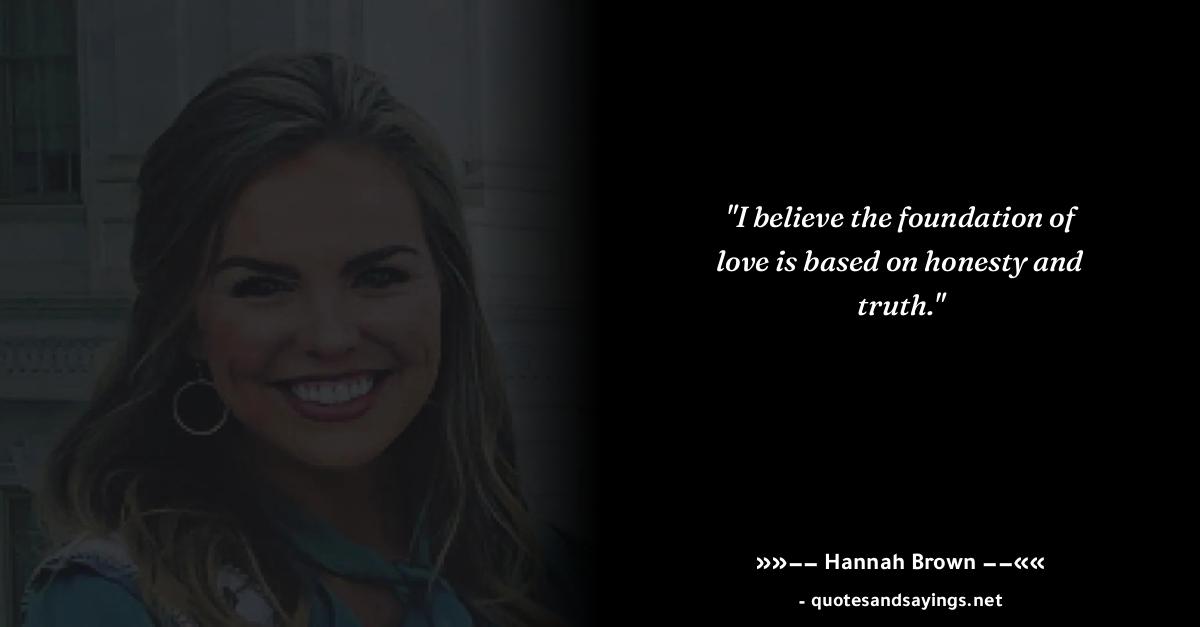 "I believe the foundation of
love is based on honesty and
truth."
»»−− Hannah Brown −−««
- quotesandsayings.net